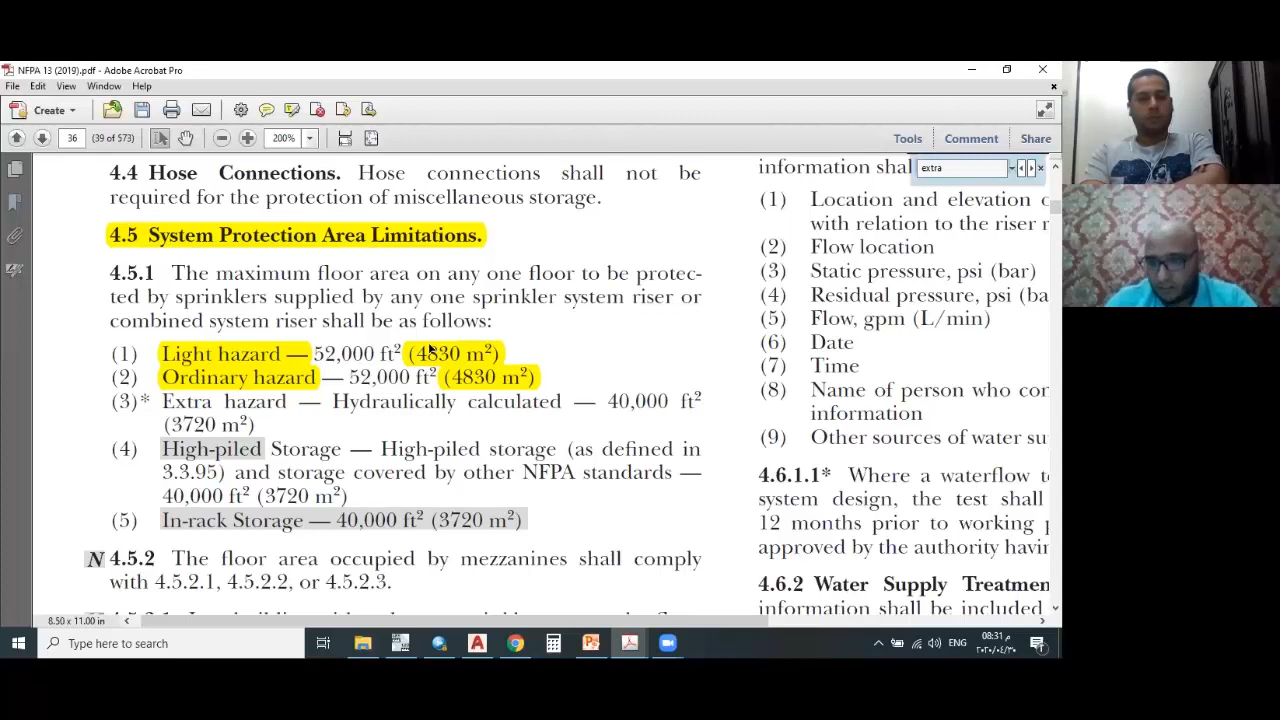 NFPA 13 (2019).pdf - Adobe Acrobat Pro
File Edit View Window Help
Create
36 (39 of 573) 200% Tools Comment Share
extra
4.4 Hose Connections. Hose connections shall not be
required for the protection of miscellaneous storage.
4.5 System Protection Area Limitations.
4.5.1 The maximum floor area on any one floor to be protec-
ted by sprinklers supplied by any one sprinkler system riser or
combined system riser shall be as follows:
(1) Light hazard — 52,000 ft² (4830 m²)
(2) Ordinary hazard — 52,000 ft² (4830 m²)
(3)* Extra hazard — Hydraulically calculated — 40,000 ft²
(3720 m²)
(4) High-piled Storage — High-piled storage (as defined in
3.3.95) and storage covered by other NFPA standards —
40,000 ft² (3720 m²)
(5) In-rack Storage — 40,000 ft² (3720 m²)
N 4.5.2 The floor area occupied by mezzanines shall comply
with 4.5.2.1, 4.5.2.2, or 4.5.2.3.
information shal
(1) Location and elevation o
with relation to the riser r
(2) Flow location
(3) Static pressure, psi (bar)
(4) Residual pressure, psi (ba
(5) Flow, gpm (L/min)
(6) Date
(7) Time
(8) Name of person who con
information
(9) Other sources of water su
4.6.1.1* Where a waterflow te
system design, the test shall
12 months prior to working p
approved by the authority havin
4.6.2 Water Supply Treatmen
information shall be included
8.50 x 11.00 in
Type here to search
ENG
08:31 م
٢٠٢٠/٠٤/٣٠